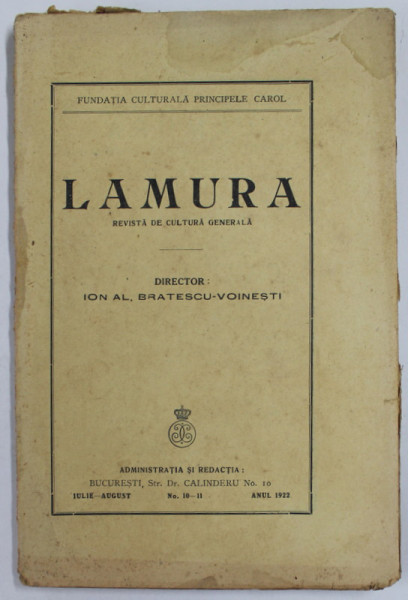 FUNDAȚIA CULTURALĂ PRINCIPELE CAROL
LAMURA
REVISTĂ DE CULTURĂ GENERALĂ
DIRECTOR:
ION AL. BRATESCU-VOINEȘTI
ADMINISTRAȚIA ȘI REDACȚIA:
BUCUREȘTI, Str. Dr. CALINDERU No. 10
IULIE—AUGUST No. 10—11 ANUL 1922